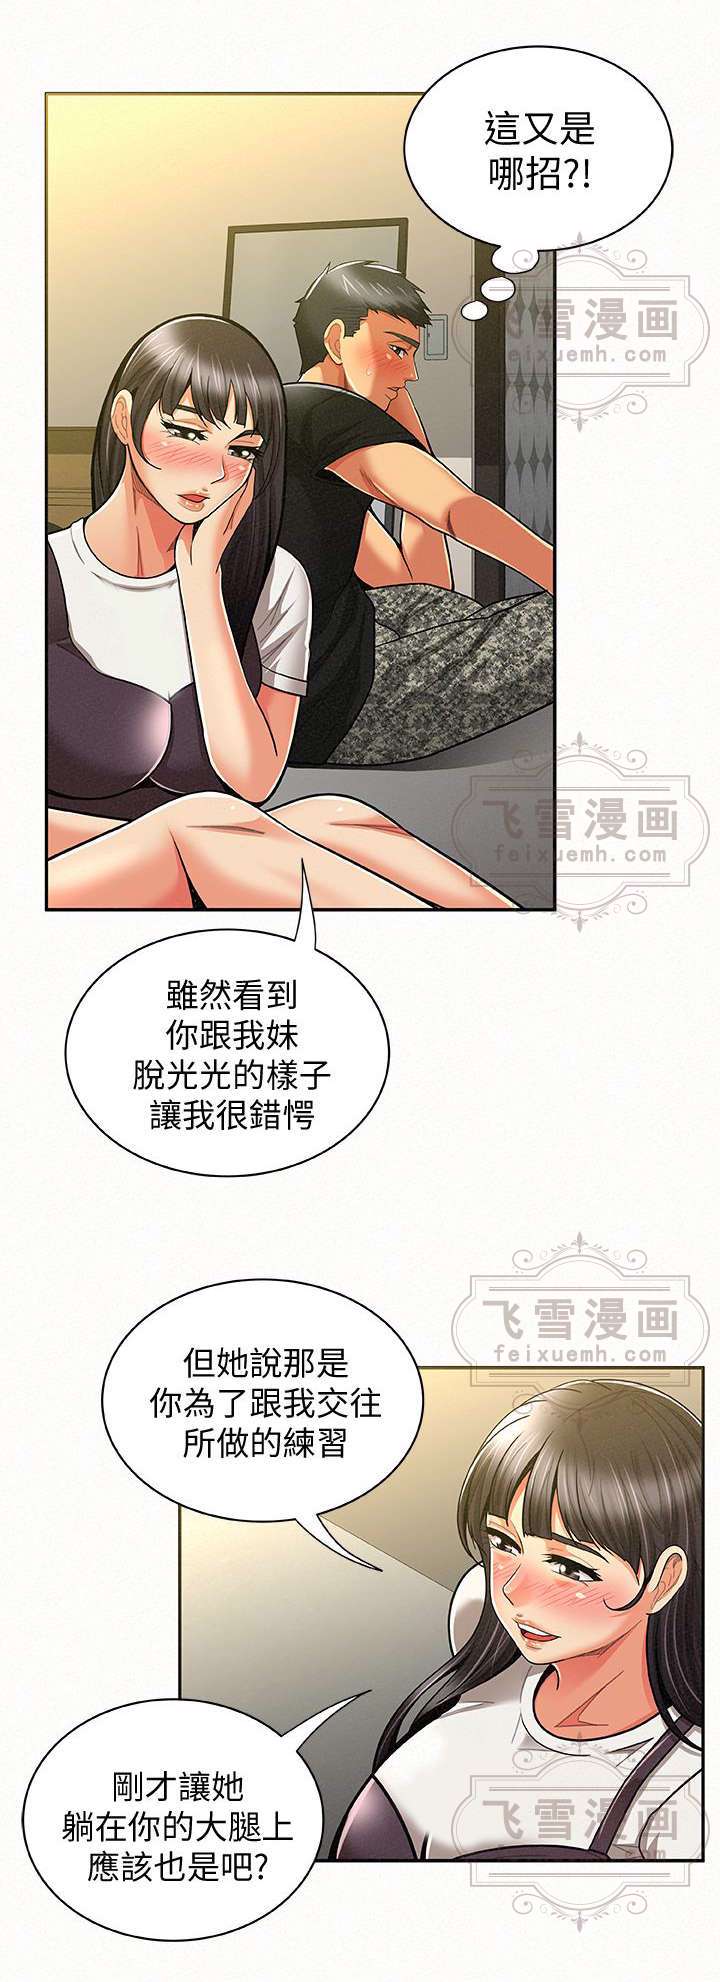 這又是
哪招?!
飞雪漫画
feixuemh.com
飞雪漫画
feixuemh.com
雖然看到
你跟我妹
脫光光的樣子
讓我很錯愕
飞雪漫画
feixuemh.com
但她說那是
你為了跟我交往
所做的練習
剛才讓她
躺在你的大腿上
應該也是吧?
飞雪漫画
feixuemh.com